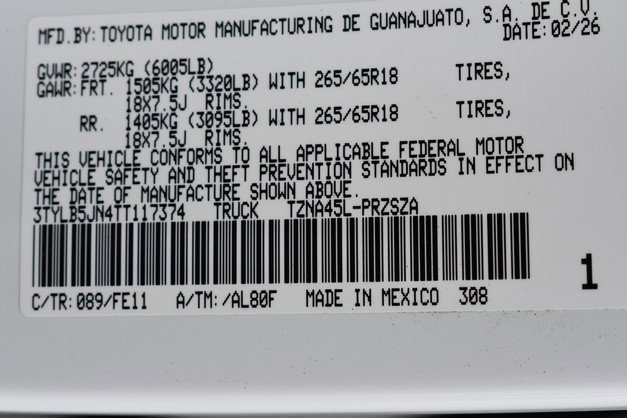 MFD.BY:TOYOTA MOTOR MANUFACTURING DE GUANAJUATO, S.A. DE C.V.
DATE:02/26
GVWR:2725KG (6005LB)
GAWR:FRT. 1505KG (3320LB) WITH 265/65R18 TIRES,
18X7.5J RIMS.
RR. 1405KG (3095LB) WITH 265/65R18 TIRES,
18X7.5J RIMS.
THIS VEHICLE CONFORMS TO ALL APPLICABLE FEDERAL MOTOR
VEHICLE SAFETY AND THEFT PREVENTION STANDARDS IN EFFECT ON
THE DATE OF MANUFACTURE SHOWN ABOVE.
3TYLB5JN4TT117374 TRUCK TZNA45L-PRZSZA
1
C/TR:089/FE11 A/TM:/AL80F MADE IN MEXICO 308